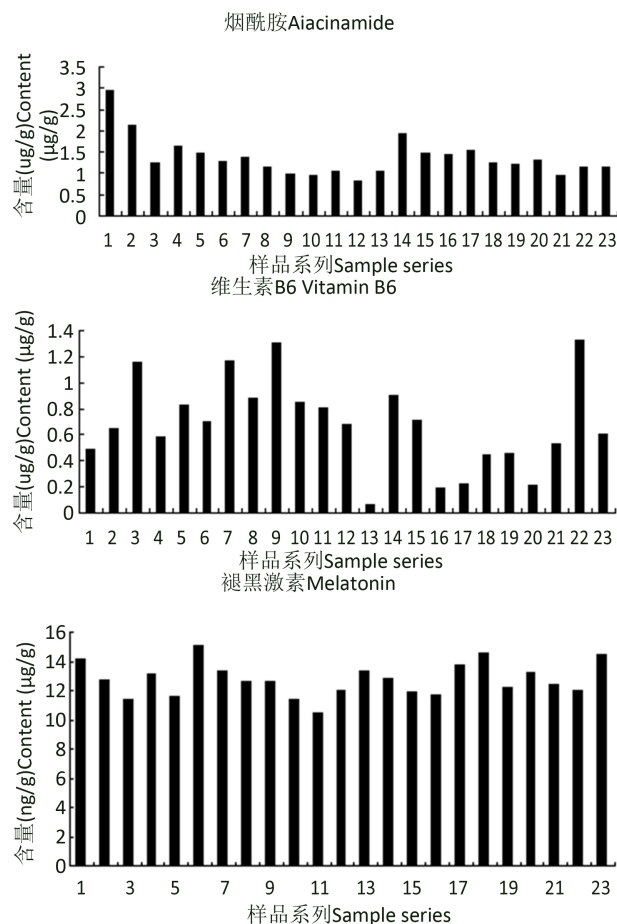 烟酰胺Aiacinamide
含量(ug/g)Content
(μg/g)
3.5
3
2.5
2
1.5
1
0.5
0
1 2 3 4 5 6 7 8 9 10 11 12 13 14 15 16 17 18 19 20 21 22 23
样品系列Sample series
维生素B6 Vitamin B6
含量(ug/g)Content (μg/g)
1.4
1.2
1
0.8
0.6
0.4
0.2
0
1 2 3 4 5 6 7 8 9 10 11 12 13 14 15 16 17 18 19 20 21 22 23
样品系列Sample series
褪黑激素Melatonin
含量(ng/g)Content (μg/g)
16
14
12
10
8
6
4
2
0
1 3 5 7 9 11 13 15 17 19 21 23
样品系列Sample series